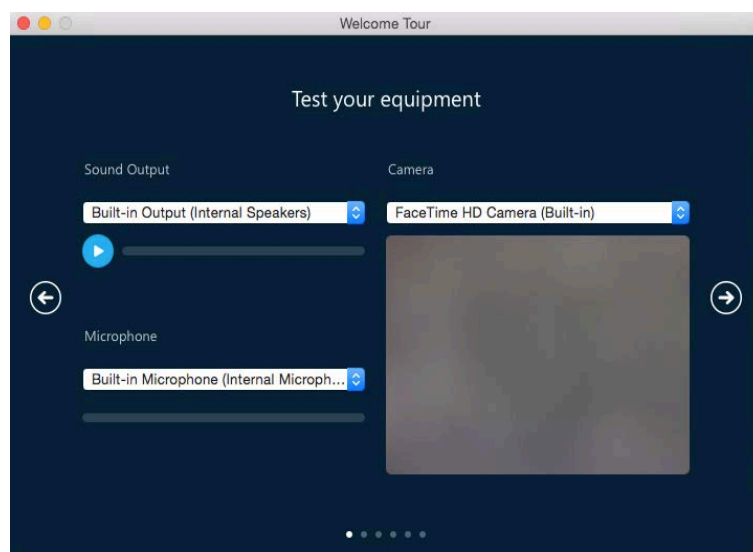 Welcome Tour
Test your equipment
Sound Output
Built-in Output (Internal Speakers)
Microphone
Built-in Microphone (Internal Microph...
Camera
FaceTime HD Camera (Built-in)